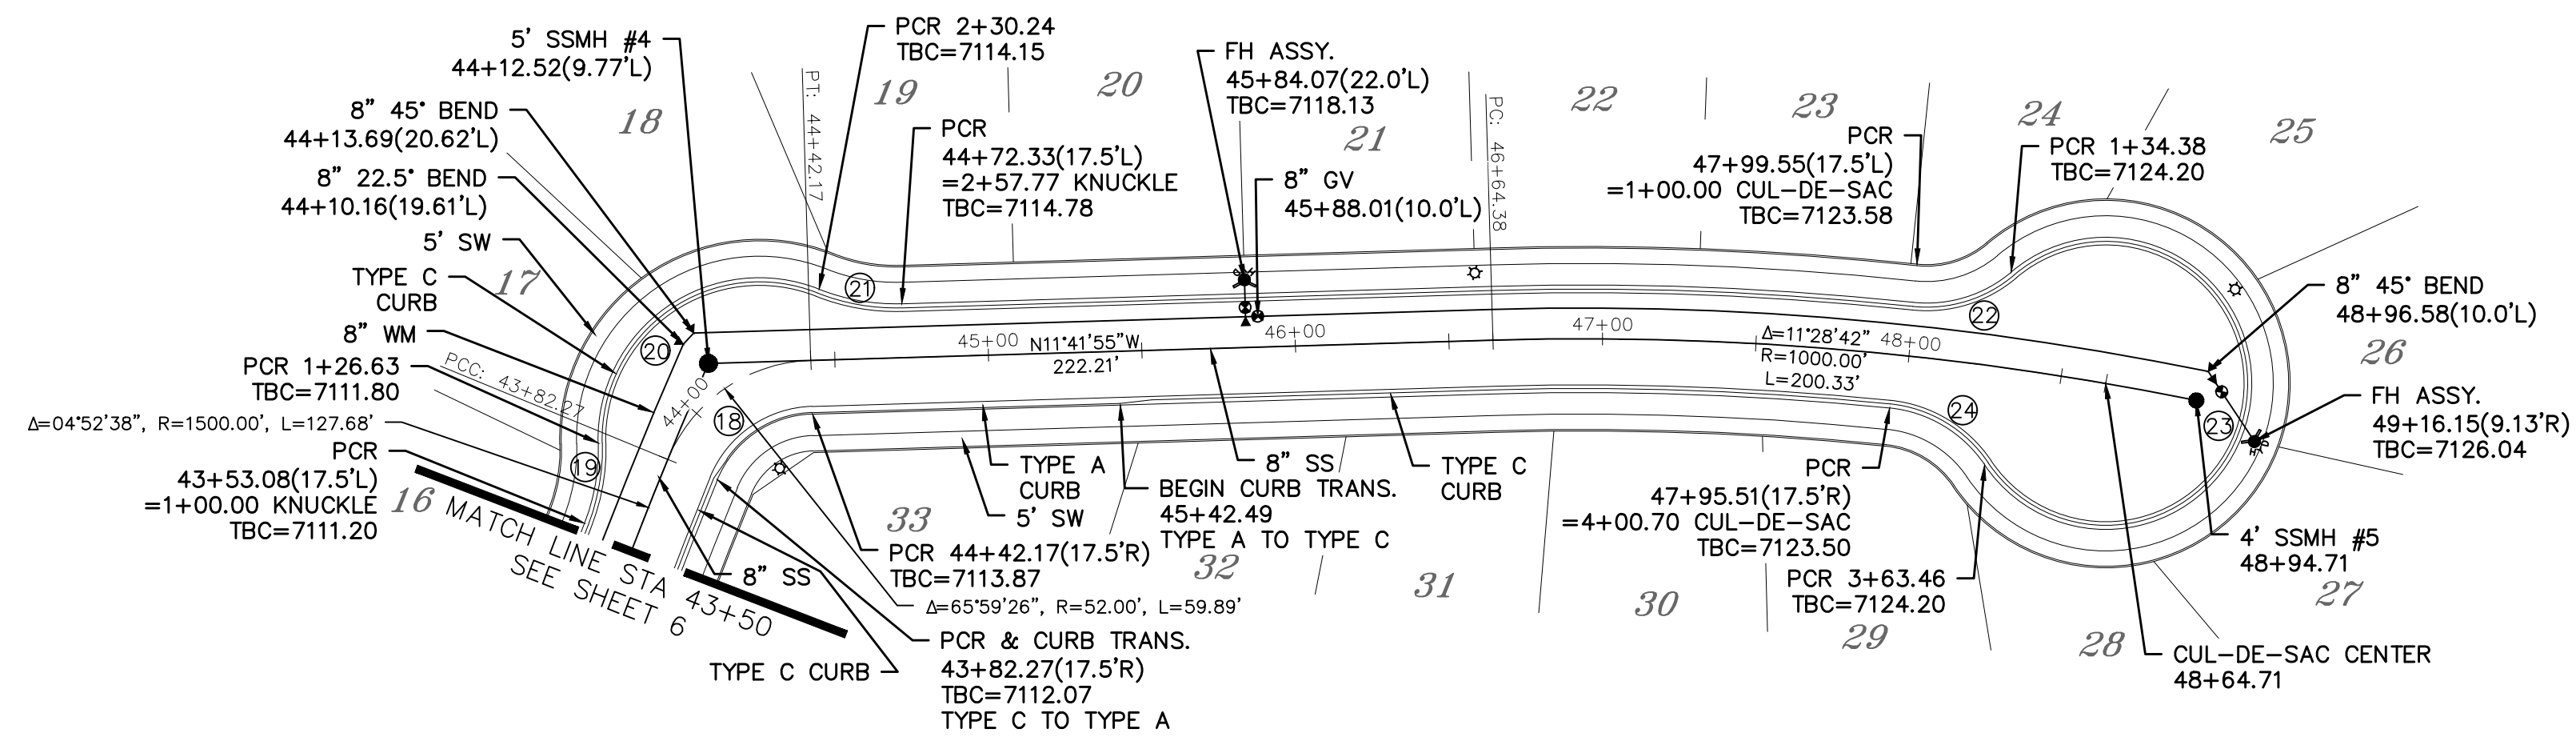 5' SSMH #4
44+12.52(9.77'L)
8" 45° BEND
44+13.69(20.62'L)
8" 22.5° BEND
44+10.16(19.61'L)
5' SW
TYPE C
CURB
8" WM
PCR 1+26.63
TBC=7111.80
PCC: 43+82.27
Δ=04°52'38", R=1500.00', L=127.68'
PCR
43+53.08(17.5'L)
=1+00.00 KNUCKLE
TBC=7111.20
16
17
18
19
20
21
22
23
24
25
26
27
28
29
30
31
32
33
PT: 44+42.17
PCR 2+30.24
TBC=7114.15
PCR
44+72.33(17.5'L)
=2+57.77 KNUCKLE
TBC=7114.78
FH ASSY.
45+84.07(22.0'L)
TBC=7118.13
8" GV
45+88.01(10.0'L)
PC: 46+64.38
PCR
47+99.55(17.5'L)
=1+00.00 CUL-DE-SAC
TBC=7123.58
PCR 1+34.38
TBC=7124.20
8" 45° BEND
48+96.58(10.0'L)
FH ASSY.
49+16.15(9.13'R)
TBC=7126.04
4' SSMH #5
48+94.71
CUL-DE-SAC CENTER
48+64.71
44+00
45+00
46+00
47+00
48+00
N11°41'55"W
222.21'
Δ=11°28'42"
R=1000.00'
L=200.33'
18
19
20
21
22
23
24
MATCH LINE STA 43+50
SEE SHEET 6
8" SS
TYPE C CURB
PCR & CURB TRANS.
43+82.27(17.5'R)
TBC=7112.07
TYPE C TO TYPE A
PCR 44+42.17(17.5'R)
TBC=7113.87
Δ=65°59'26", R=52.00', L=59.89'
5' SW
TYPE A
CURB
BEGIN CURB TRANS.
45+42.49
TYPE A TO TYPE C
8" SS
TYPE C
CURB
PCR
47+95.51(17.5'R)
=4+00.70 CUL-DE-SAC
TBC=7123.50
PCR 3+63.46
TBC=7124.20